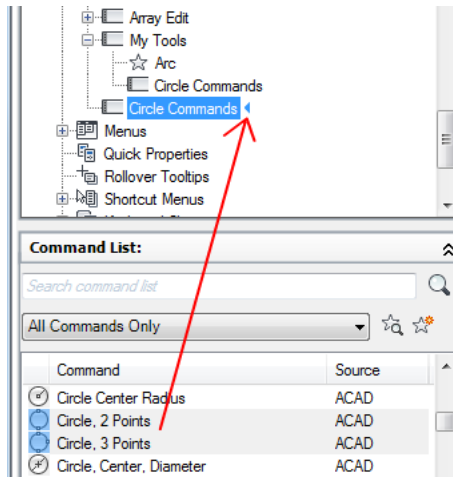 Array Edit
My Tools
Arc
Circle Commands
Circle Commands
Menus
Quick Properties
Rollover Tooltips
Shortcut Menus
Command List:
Search command list
All Commands Only
Command Source
Circle Center Radius ACAD
Circle, 2 Points ACAD
Circle, 3 Points ACAD
Circle, Center, Diameter ACAD